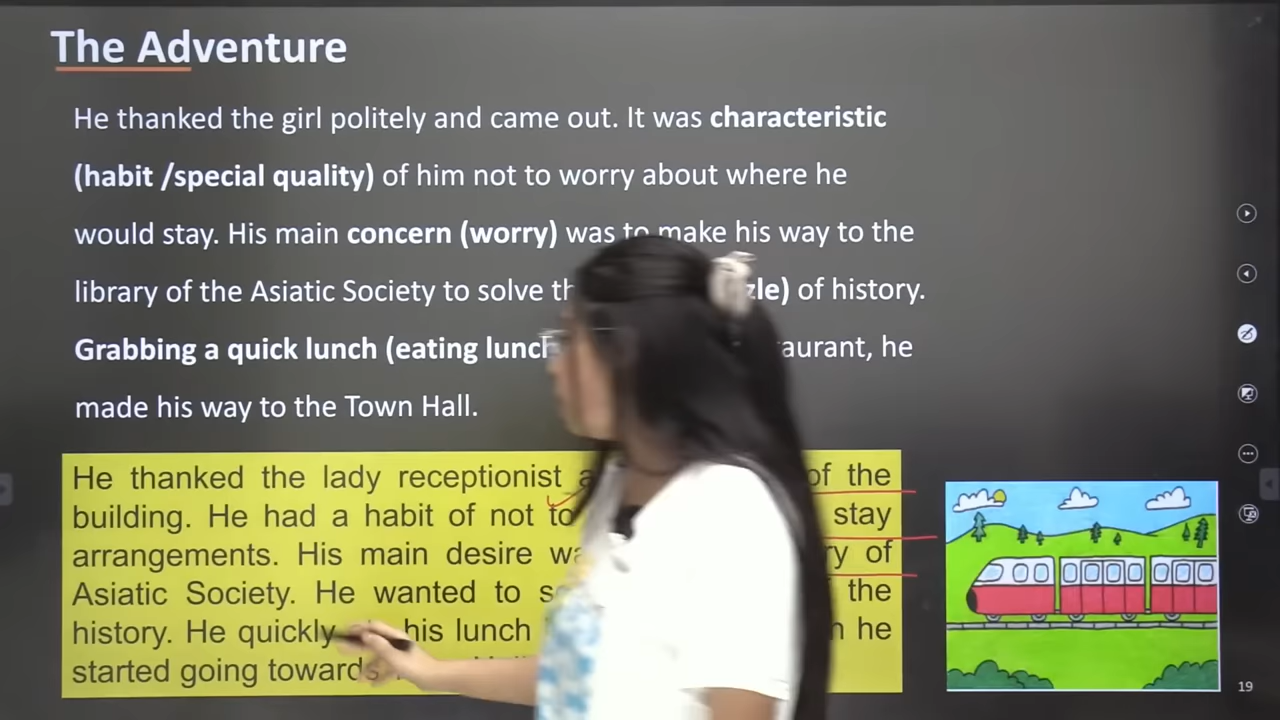 The Adventure
He thanked the girl politely and came out. It was characteristic
(habit /special quality) of him not to worry about where he
would stay. His main concern (worry) was to make his way to the
library of the Asiatic Society to solve of history.
Grabbing a quick lunch (eating lunch he
made his way to the Town Hall.
He thanked the lady receptionist of the
building. He had a habit of not to stay
arrangements. His main desire of
Asiatic Society. He wanted to the
history. He quickly his lunch he
started going towards
19